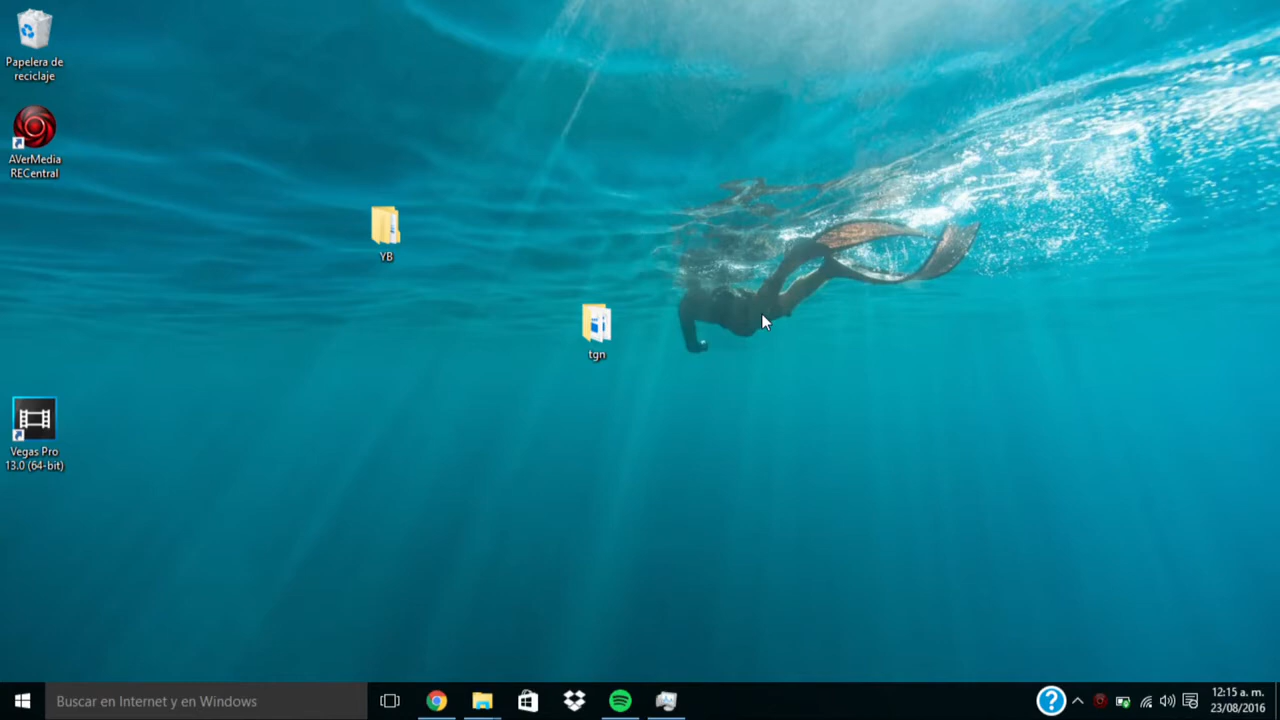 Papelera de
reciclaje
AVerMedia
RECentral
YB
tgn
Vegas Pro
13.0 (64-bit)
Buscar en Internet y en Windows
12:15 a. m.
23/08/2016